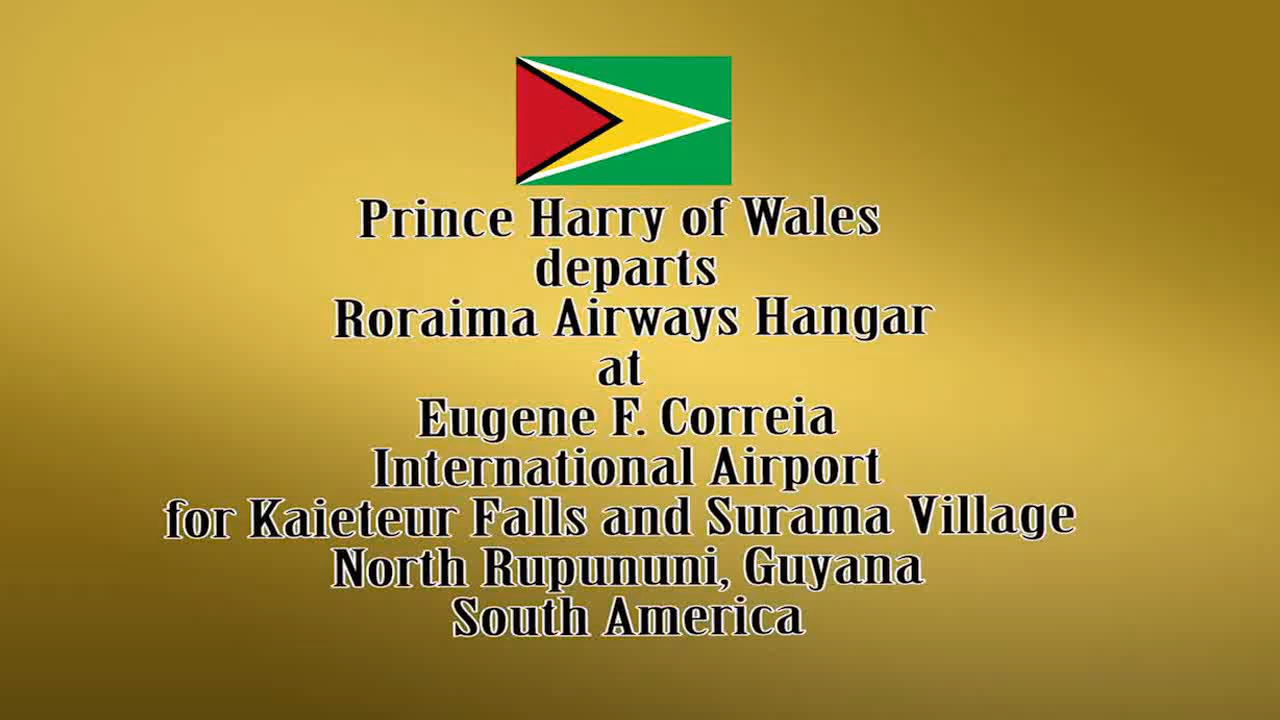 Prince Harry of Wales
departs
Roraima Airways Hangar
at
Eugene F. Correia
International Airport
for Kaieteur Falls and Surama Village
North Rupununi, Guyana
South America